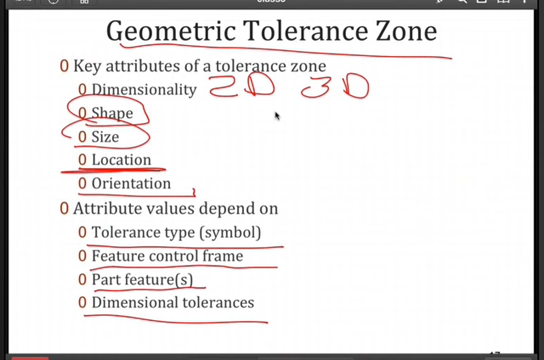 Geometric Tolerance Zone
0 Key attributes of a tolerance zone
0 Dimensionality 2D 3D
0 Shape
0 Size
0 Location
0 Orientation
0 Attribute values depend on
0 Tolerance type (symbol)
0 Feature control frame
0 Part feature(s)
0 Dimensional tolerances